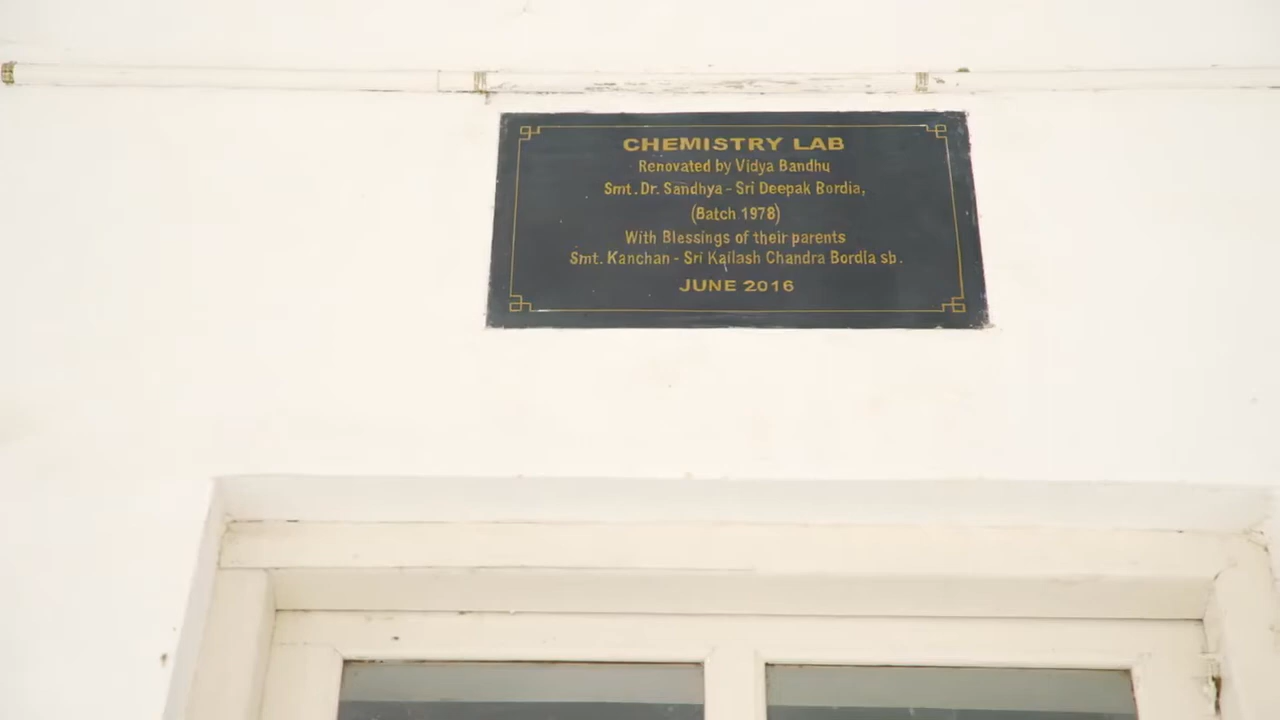 CHEMISTRY LAB
Renovated by Vidya Bandhu
Smt. Dr. Sandhya - Sri Deepak Bordia,
(Batch 1978)
With Blessings of their parents
Smt. Kanchan - Sri Kailash Chandra Bordia sb.
JUNE 2016